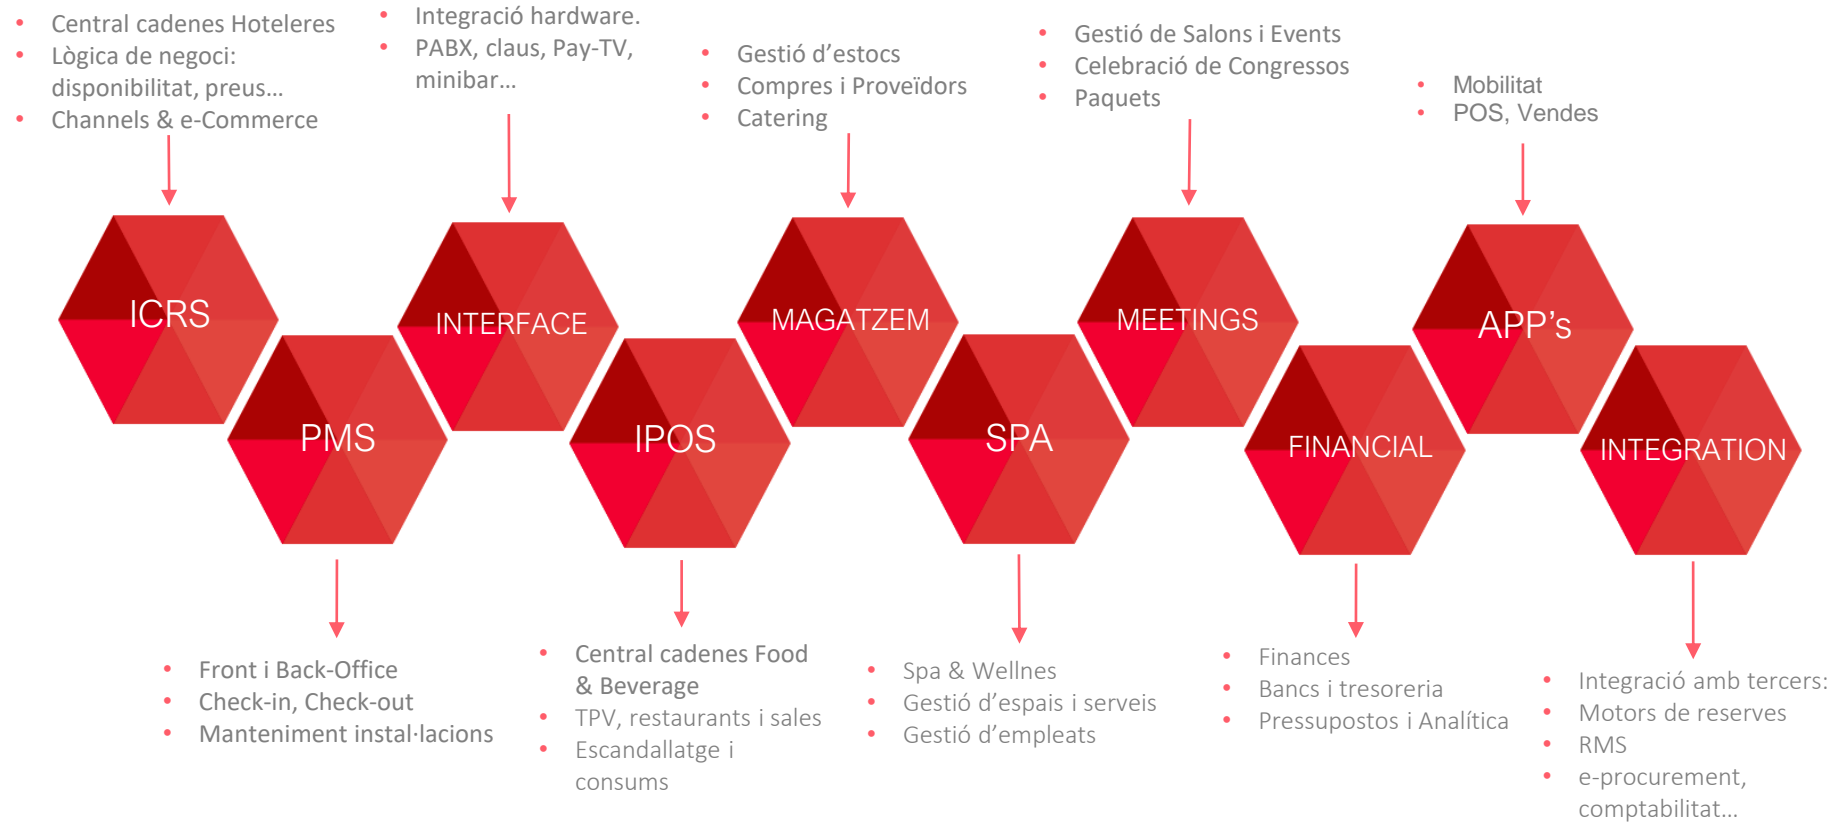 • Central cadenes Hoteleres
• Lògica de negoci:
disponibilitat, preus...
• Channels & e-Commerce
• Integració hardware.
• PABX, claus, Pay-TV,
minibar...
• Gestió d'estocs
• Compres i Proveïdors
• Catering
• Gestió de Salons i Events
• Celebració de Congressos
• Paquets
• Mobilitat
• POS, Vendes
ICRS
INTERFACE
MAGATZEM
MEETINGS
APP's
PMS
IPOS
SPA
FINANCIAL
INTEGRATION
• Front i Back-Office
• Check-in, Check-out
• Manteniment instal·lacions
• Central cadenes Food
& Beverage
• TPV, restaurants i sales
• Escandallatge i
consums
• Spa & Wellnes
• Gestió d'espais i serveis
• Gestió d'empleats
• Finances
• Bancs i tresoreria
• Pressupostos i Analítica
• Integració amb tercers:
• Motors de reserves
• RMS
• e-procurement,
comptabilitat...